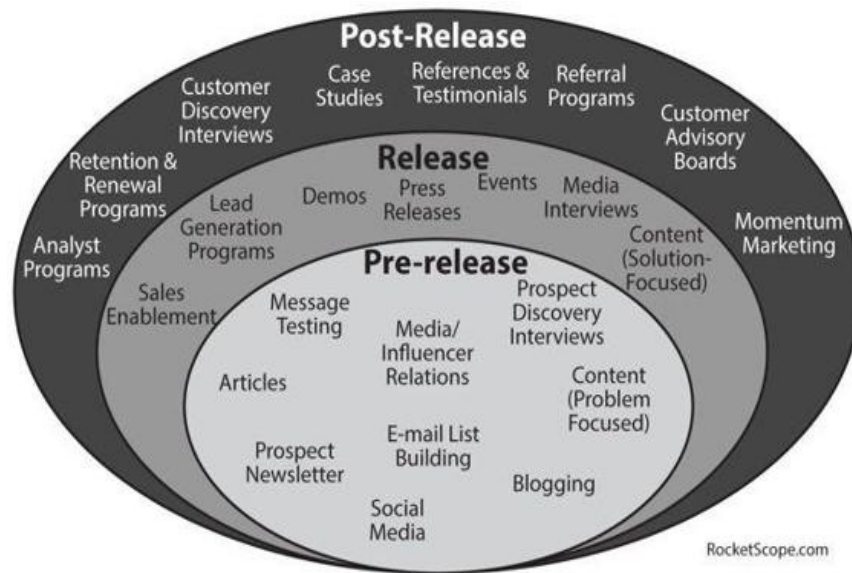 Post-Release
Case
Studies
References &
Testimonials
Referral
Programs
Customer
Discovery
Interviews
Customer
Advisory
Boards
Retention &
Renewal
Programs
Analyst
Programs
Momentum
Marketing
Release
Lead
Generation
Programs
Demos
Press
Releases
Events
Media
Interviews
Content
(Solution-
Focused)
Sales
Enablement
Pre-release
Message
Testing
Prospect
Discovery
Interviews
Media/
Influencer
Relations
Articles
Content
(Problem
Focused)
Prospect
Newsletter
E-mail List
Building
Blogging
Social
Media
RocketScope.com